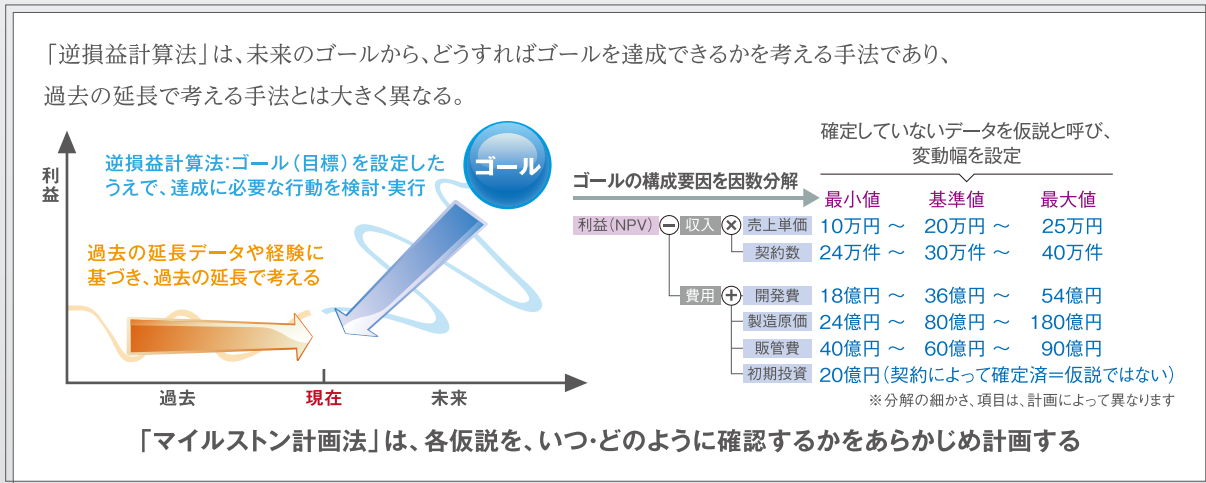 「逆損益計算法」は、未来のゴールから、どうすればゴールを達成できるかを考える手法であり、
過去の延長で考える手法とは大きく異なる。
利益
逆損益計算法：ゴール（目標）を設定した
うえで、達成に必要な行動を検討・実行
ゴール
過去の延長データや経験に
基づき、過去の延長で考える
過去
現在
未来
確定していないデータを仮説と呼び、
変動幅を設定
ゴールの構成要因を因数分解
最小値 基準値 最大値
利益（NPV） － 収入 × 売上単価 10万円 ～ 20万円 ～ 25万円
契約数 24万件 ～ 30万件 ～ 40万件
費用 ＋ 開発費 18億円 ～ 36億円 ～ 54億円
製造原価 24億円 ～ 80億円 ～ 180億円
販管費 40億円 ～ 60億円 ～ 90億円
初期投資 20億円（契約によって確定済＝仮説ではない）
※分解の細かさ、項目は、計画によって異なります
「マイルストン計画法」は、各仮説を、いつ・どのように確認するかをあらかじめ計画する